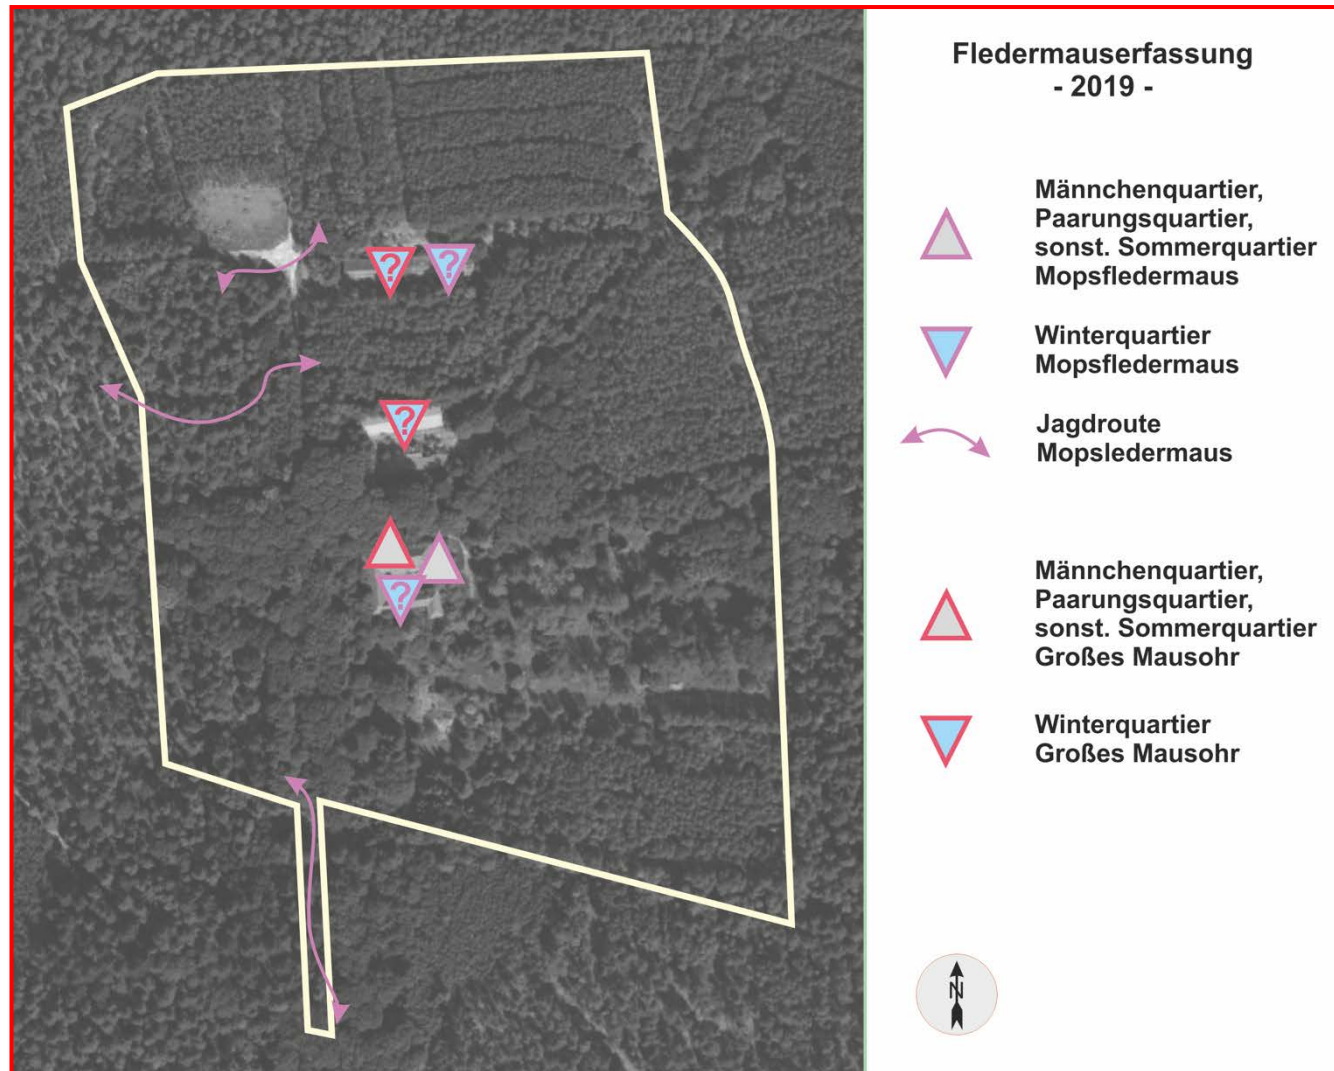 Fledermauserfassung
- 2019 -
Männchenquartier,
Paarungsquartier,
sonst. Sommerquartier
Mopsfledermaus
Winterquartier
Mopsfledermaus
Jagdroute
Mopsledermaus
Männchenquartier,
Paarungsquartier,
sonst. Sommerquartier
Großes Mausohr
Winterquartier
Großes Mausohr
? ?
?
?
N